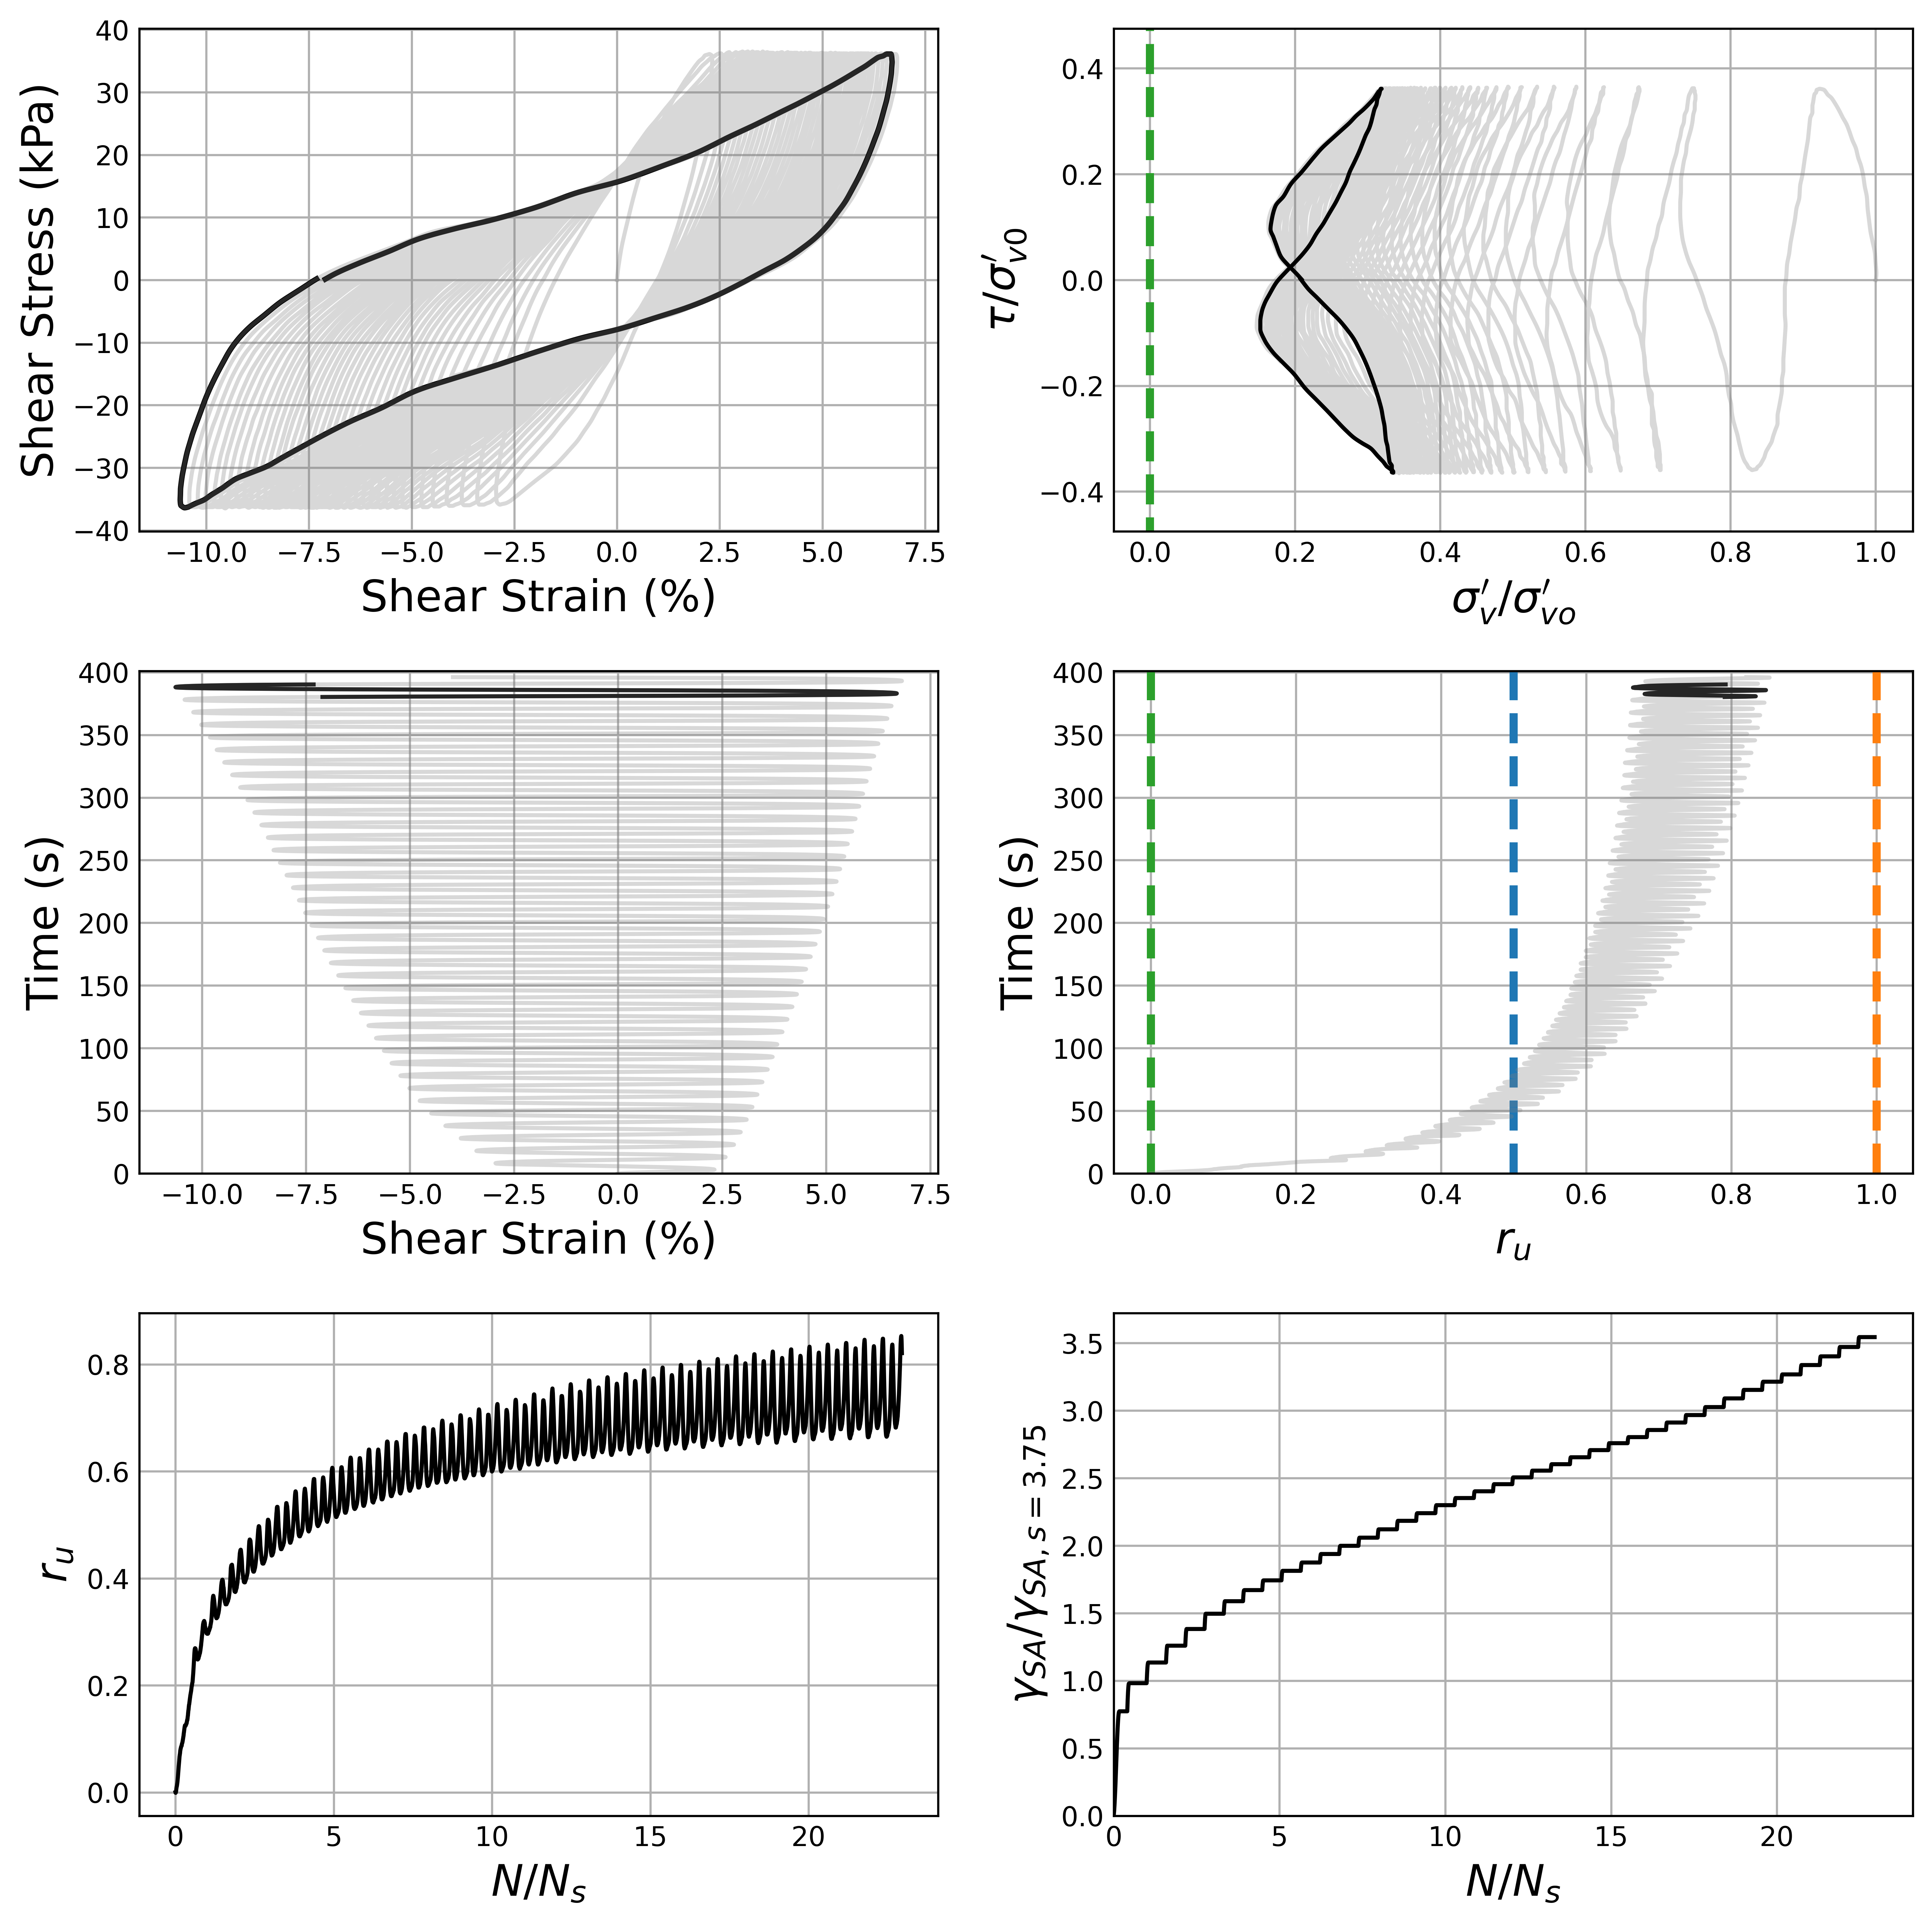 40
30
20
10
0
−10
−20
−30
−40
Shear Stress (kPa)
−10.0 −7.5 −5.0 −2.5 0.0 2.5 5.0 7.5
Shear Strain (%)
0.4
0.2
0.0
−0.2
−0.4
τ/σ′v0
0.0 0.2 0.4 0.6 0.8 1.0
σ′v/σ′vo
400
350
300
250
200
150
100
50
0
Time (s)
−10.0 −7.5 −5.0 −2.5 0.0 2.5 5.0 7.5
Shear Strain (%)
400
350
300
250
200
150
100
50
0
Time (s)
0.0 0.2 0.4 0.6 0.8 1.0
ru
0.8
0.6
0.4
0.2
0.0
ru
0 5 10 15 20
N/Ns
3.5
3.0
2.5
2.0
1.5
1.0
0.5
0.0
γSA/γSA, s = 3.75
0 5 10 15 20
N/Ns